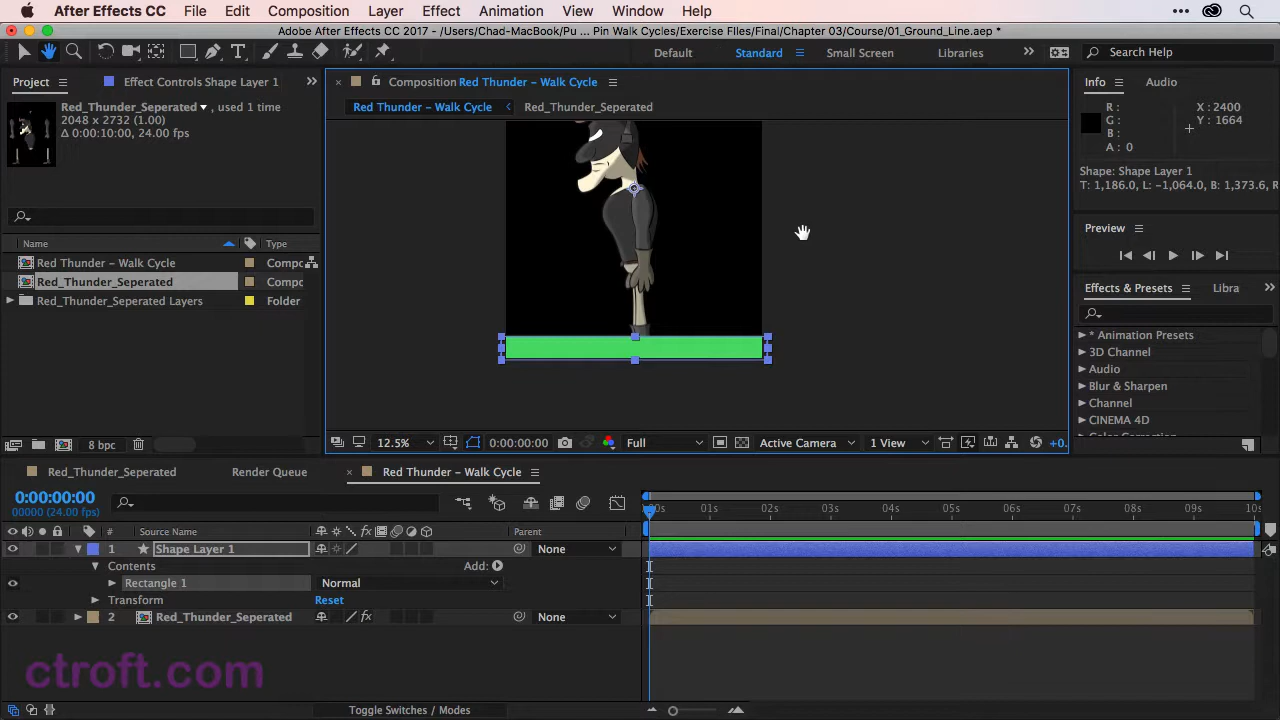 After Effects CC File Edit Composition Layer Effect Animation View Window Help
Adobe After Effects CC 2017 - /Users/Chad-MacBook/Pu ... Pin Walk Cycles/Exercise Files/Final/Chapter 03/Course/01_Ground_Line.aep *
Default Standard Small Screen Libraries Search Help
Project Effect Controls Shape Layer 1
Composition Red Thunder – Walk Cycle
Info Audio
Red_Thunder_Seperated, used 1 time
2048 x 2732 (1.00)
Δ 0:00:10:00, 24.00 fps
Red Thunder – Walk Cycle Red_Thunder_Seperated
R: X: 2400
G: Y: 1664
B:
A: 0
Shape: Shape Layer 1
T: 1,186.0, L: -1,064.0, B: 1,373.6, R
Preview
Name Type
Red Thunder – Walk Cycle Compo
Red_Thunder_Seperated Compo
Red_Thunder_Seperated Layers Folder
Effects & Presets Libra
* Animation Presets
3D Channel
Audio
Blur & Sharpen
Channel
CINEMA 4D
Color Correction
8 bpc
12.5% 0:00:00:00 Full Active Camera 1 View +0.
Red_Thunder_Seperated Render Queue Red Thunder – Walk Cycle
0:00:00:00
00000 (24.00 fps)
:00s 01s 02s 03s 04s 05s 06s 07s 08s 09s 10s
# Source Name fx Parent
1 Shape Layer 1 None
Contents Add:
Rectangle 1 Normal
Transform Reset
2 Red_Thunder_Seperated fx None
ctroft.com
Toggle Switches / Modes